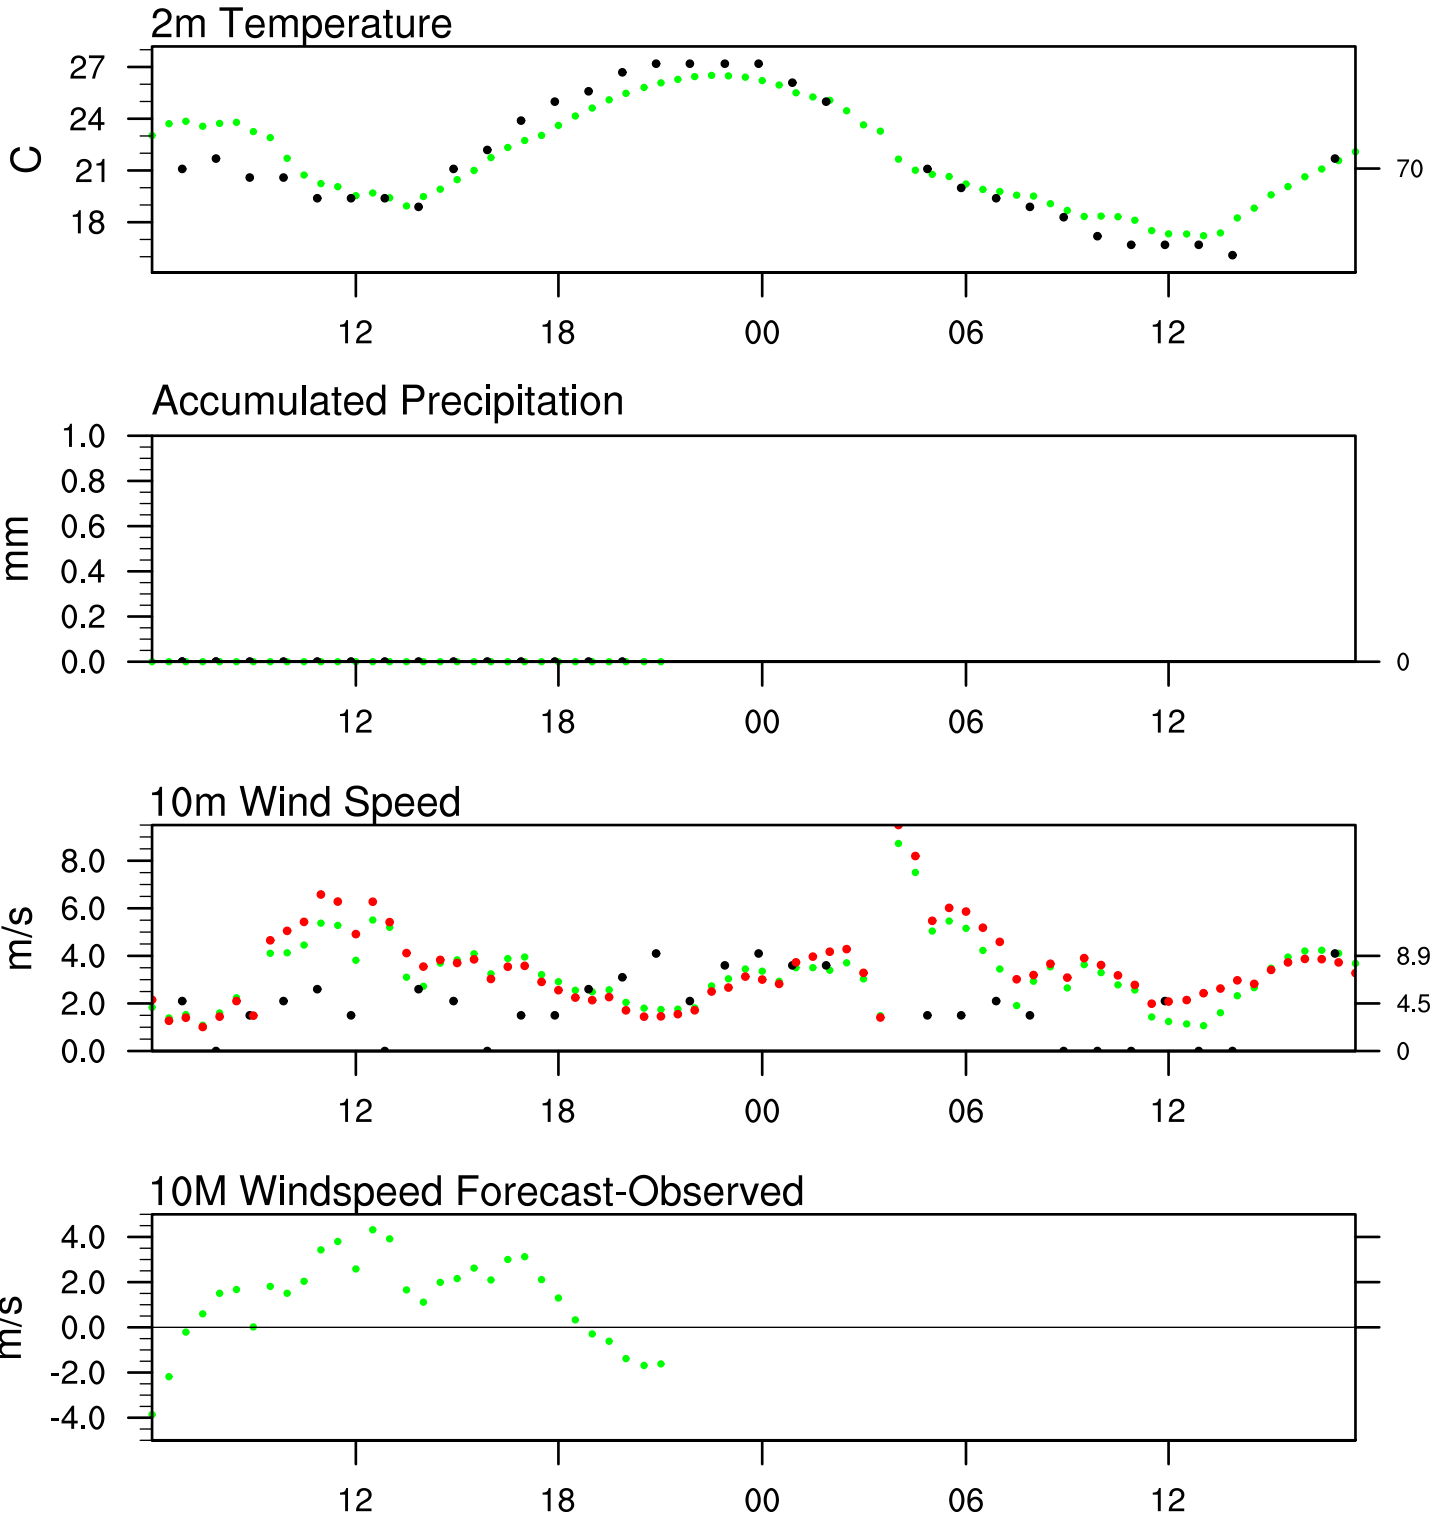 2m Temperature
27
24
21
18
C
70
12 18 00 06 12
Accumulated Precipitation
1.0
0.8
0.6
0.4
0.2
0.0
mm
0
12 18 00 06 12
10m Wind Speed
8.0
6.0
4.0
2.0
0.0
m/s
8.9
4.5
0
12 18 00 06 12
10M Windspeed Forecast-Observed
4.0
2.0
0.0
-2.0
-4.0
m/s
12 18 00 06 12